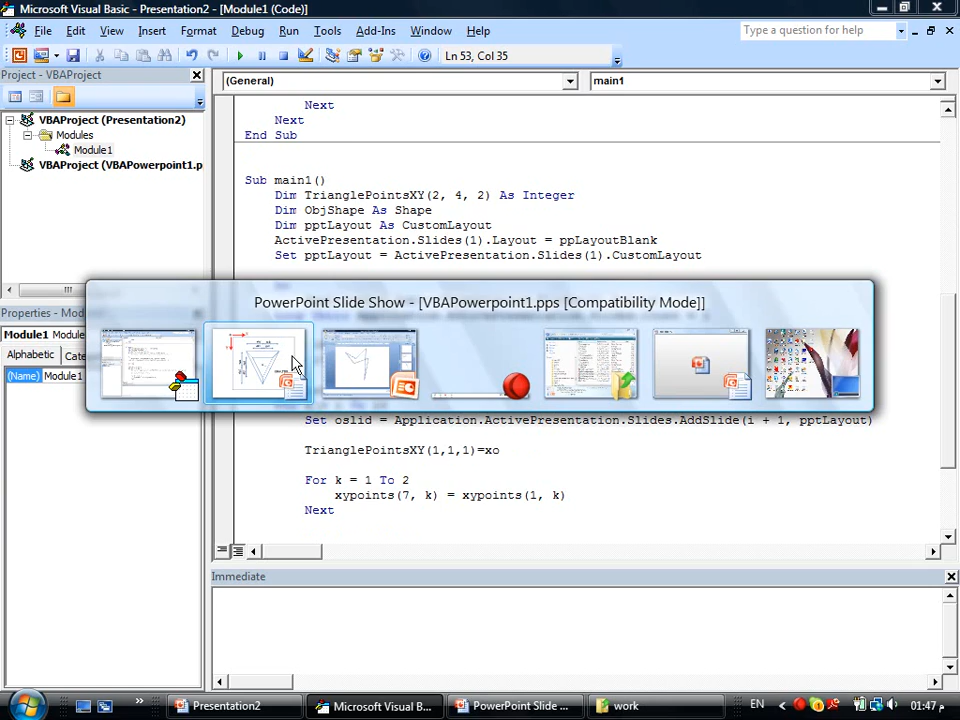 Microsoft Visual Basic - Presentation2 - [Module1 (Code)]
File Edit View Insert Format Debug Run Tools Add-Ins Window Help
Type a question for help
Ln 53, Col 35
Project - VBAProject
(General)
main1
VBAProject (Presentation2)
Modules
Module1
VBAProject (VBAPowerpoint1.p
Next
Next
End Sub
Sub main1()
Dim TrianglePointsXY(2, 4, 2) As Integer
Dim ObjShape As Shape
Dim pptLayout As CustomLayout
ActivePresentation.Slides(1).Layout = ppLayoutBlank
Set pptLayout = ActivePresentation.Slides(1).CustomLayout
PowerPoint Slide Show - [VBAPowerpoint1.pps [Compatibility Mode]]
Properties - Module1
Module1 Module
Alphabetic Cate
(Name) Module1
Set oslid = Application.ActivePresentation.Slides.AddSlide(i + 1, pptLayout)
TrianglePointsXY(1,1,1)=xo
For k = 1 To 2
xypoints(7, k) = xypoints(1, k)
Next
Immediate
Presentation2
Microsoft Visual B...
PowerPoint Slide ...
work
EN
01:47 م